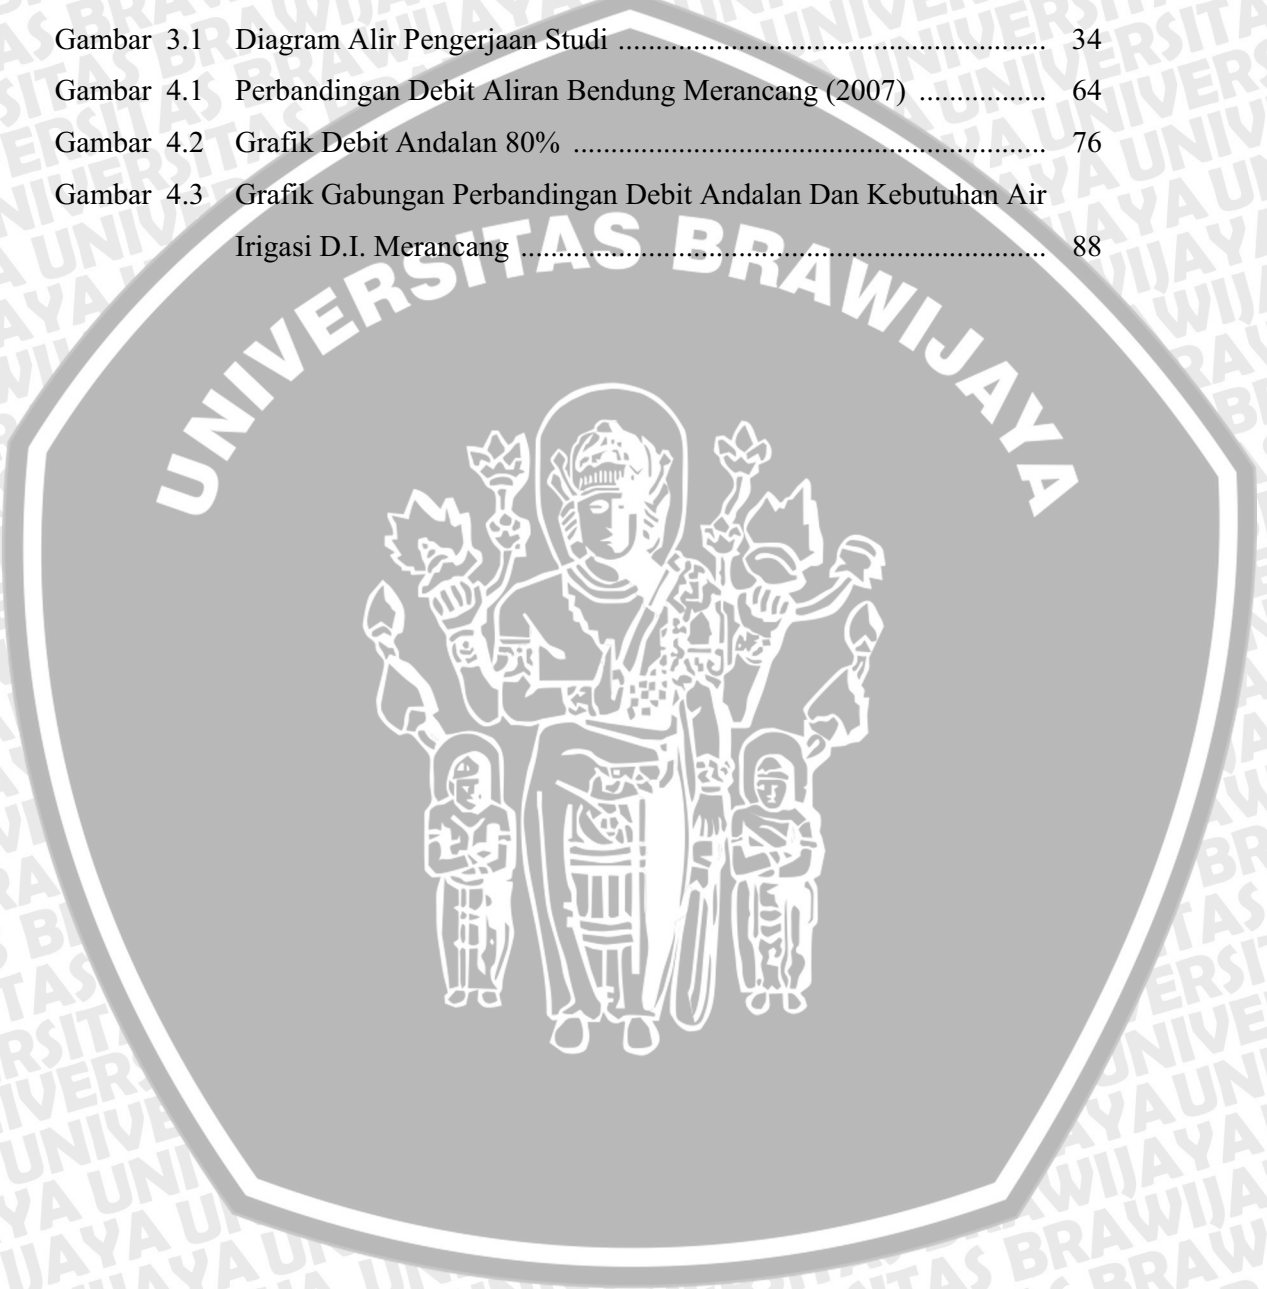 Gambar 3.1 Diagram Alir Pengerjaan Studi ......................................................... 34
Gambar 4.1 Perbandingan Debit Aliran Bendung Merancang (2007) ................. 64
Gambar 4.2 Grafik Debit Andalan 80% ............................................................... 76
Gambar 4.3 Grafik Gabungan Perbandingan Debit Andalan Dan Kebutuhan Air
Irigasi D.I. Merancang ...................................................................... 88
UNIVERSITAS BRAWIJAYA